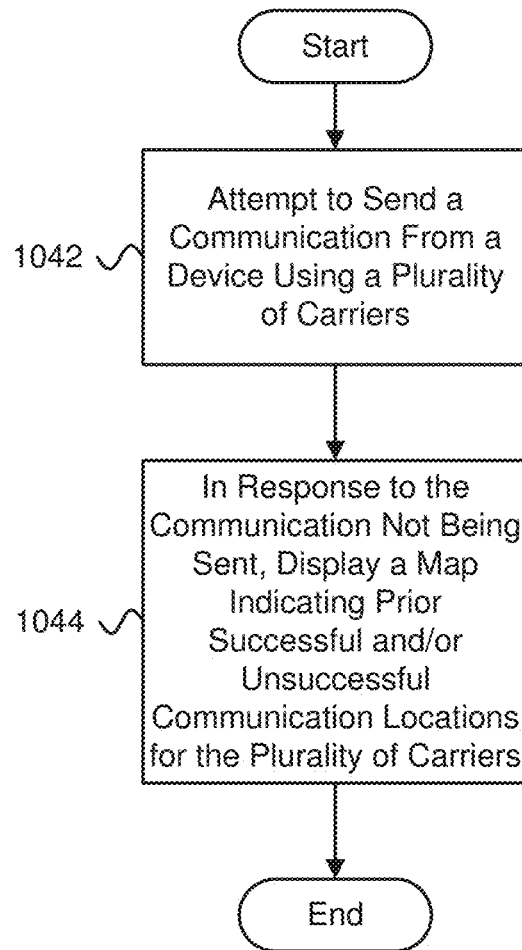 Start
1042
Attempt to Send a
Communication From a
Device Using a Plurality
of Carriers
1044
In Response to the
Communication Not Being
Sent, Display a Map
Indicating Prior
Successful and/or
Unsuccessful
Communication Locations
for the Plurality of Carriers
End